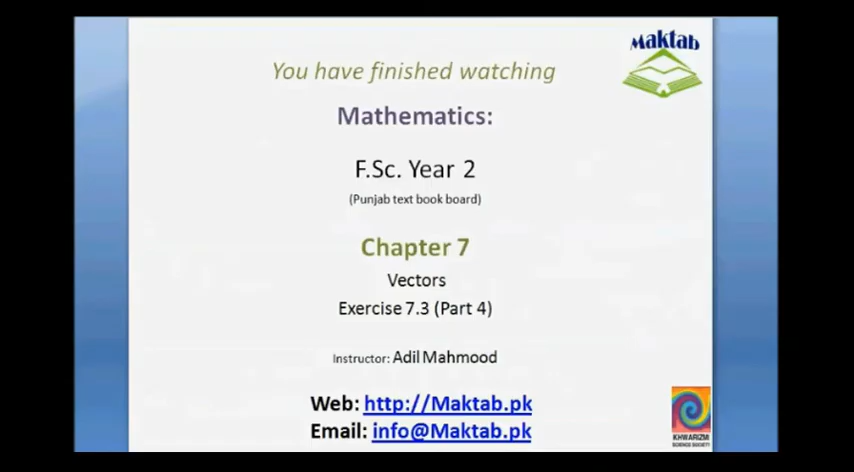 Maktab
You have finished watching
Mathematics:
F.Sc. Year 2
(Punjab text book board)
Chapter 7
Vectors
Exercise 7.3 (Part 4)
Instructor: Adil Mahmood
Web: http://Maktab.pk
Email: info@Maktab.pk
KHWARIZMI
SCIENCE SOCIETY